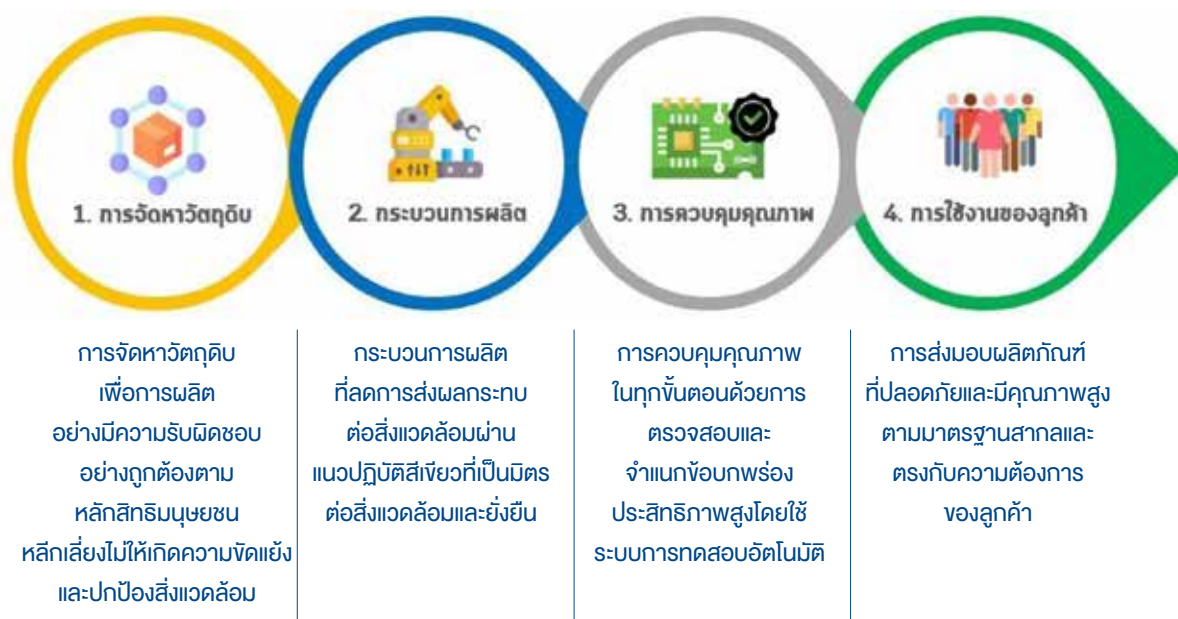 1. การจัดหาวัตถุดิบ
2. กระบวนการผลิต
3. การควบคุมคุณภาพ
4. การใช้งานของลูกค้า
การจัดหาวัตถุดิบ
เพื่อการผลิต
อย่างมีความรับผิดชอบ
อย่างถูกต้องตาม
หลักสิทธิมนุษยชน
หลีกเลี่ยงไม่ให้เกิดความขัดแย้ง
และปกป้องสิ่งแวดล้อม
กระบวนการผลิต
ที่ลดการส่งผลกระทบ
ต่อสิ่งแวดล้อมผ่าน
แนวปฏิบัติสีเขียวที่เป็นมิตร
ต่อสิ่งแวดล้อมและยั่งยืน
การควบคุมคุณภาพ
ในทุกขั้นตอนด้วยการ
ตรวจสอบและ
จำแนกข้อบกพร่อง
ประสิทธิภาพสูงโดยใช้
ระบบการทดสอบอัตโนมัติ
การส่งมอบผลิตภัณฑ์
ที่ปลอดภัยและมีคุณภาพสูง
ตามมาตรฐานสากลและ
ตรงกับความต้องการ
ของลูกค้า